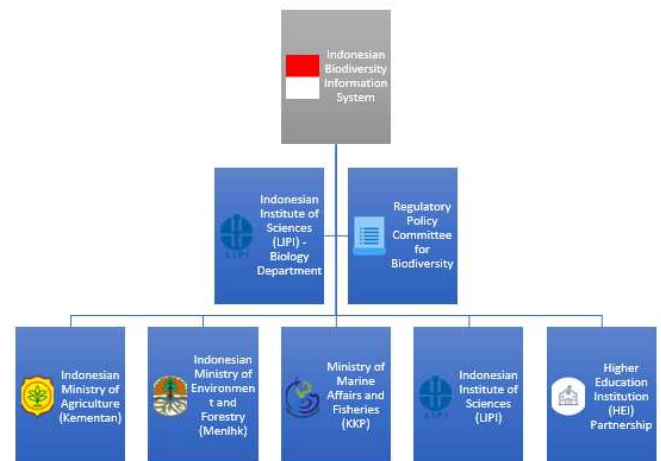 Indonesian
Biodiversity
Information
System
Indonesian
Institute of
Sciences
(LIPI) -
Biology
Department
LIPI
Regulatory
Policy
Committee
for
Biodiversity
Indonesian
Ministry of
Agriculture
(Kementan)
Indonesian
Ministry of
Environmen
t and
Forestry
(Menlhk)
Ministry of
Marine
Affairs and
Fisheries
(KKP)
Indonesian
Institute of
Sciences
(LIPI)
LIPI
Higher
Education
Institution
(HEI)
Partnership